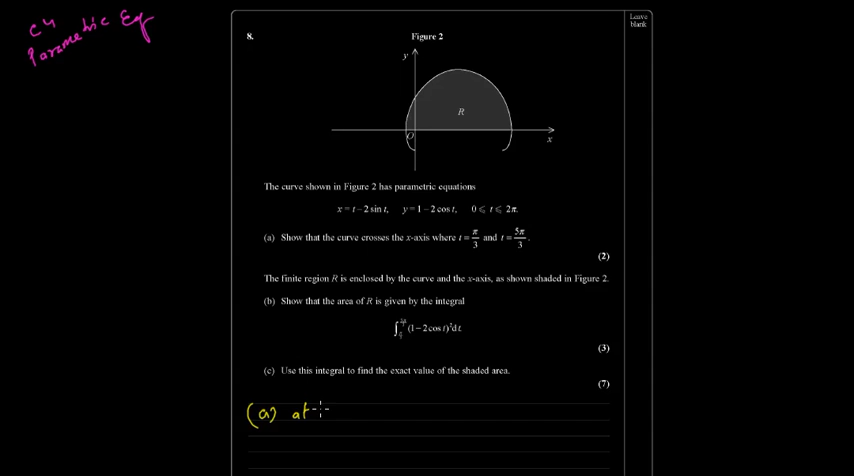 C4
Parametric Eq
Leave
blank
8.
Figure 2
y
R
O
x
The curve shown in Figure 2 has parametric equations
x = t − 2 sin t, y = 1 − 2 cos t, 0 ⩽ t ⩽ 2π.
(a) Show that the curve crosses the x-axis where t = π/3 and t = 5π/3.
(2)
The finite region R is enclosed by the curve and the x-axis, as shown shaded in Figure 2.
(b) Show that the area of R is given by the integral
∫_{π/3}^{5π/3} (1 − 2 cos t)² dt.
(3)
(c) Use this integral to find the exact value of the shaded area.
(7)
(a) at